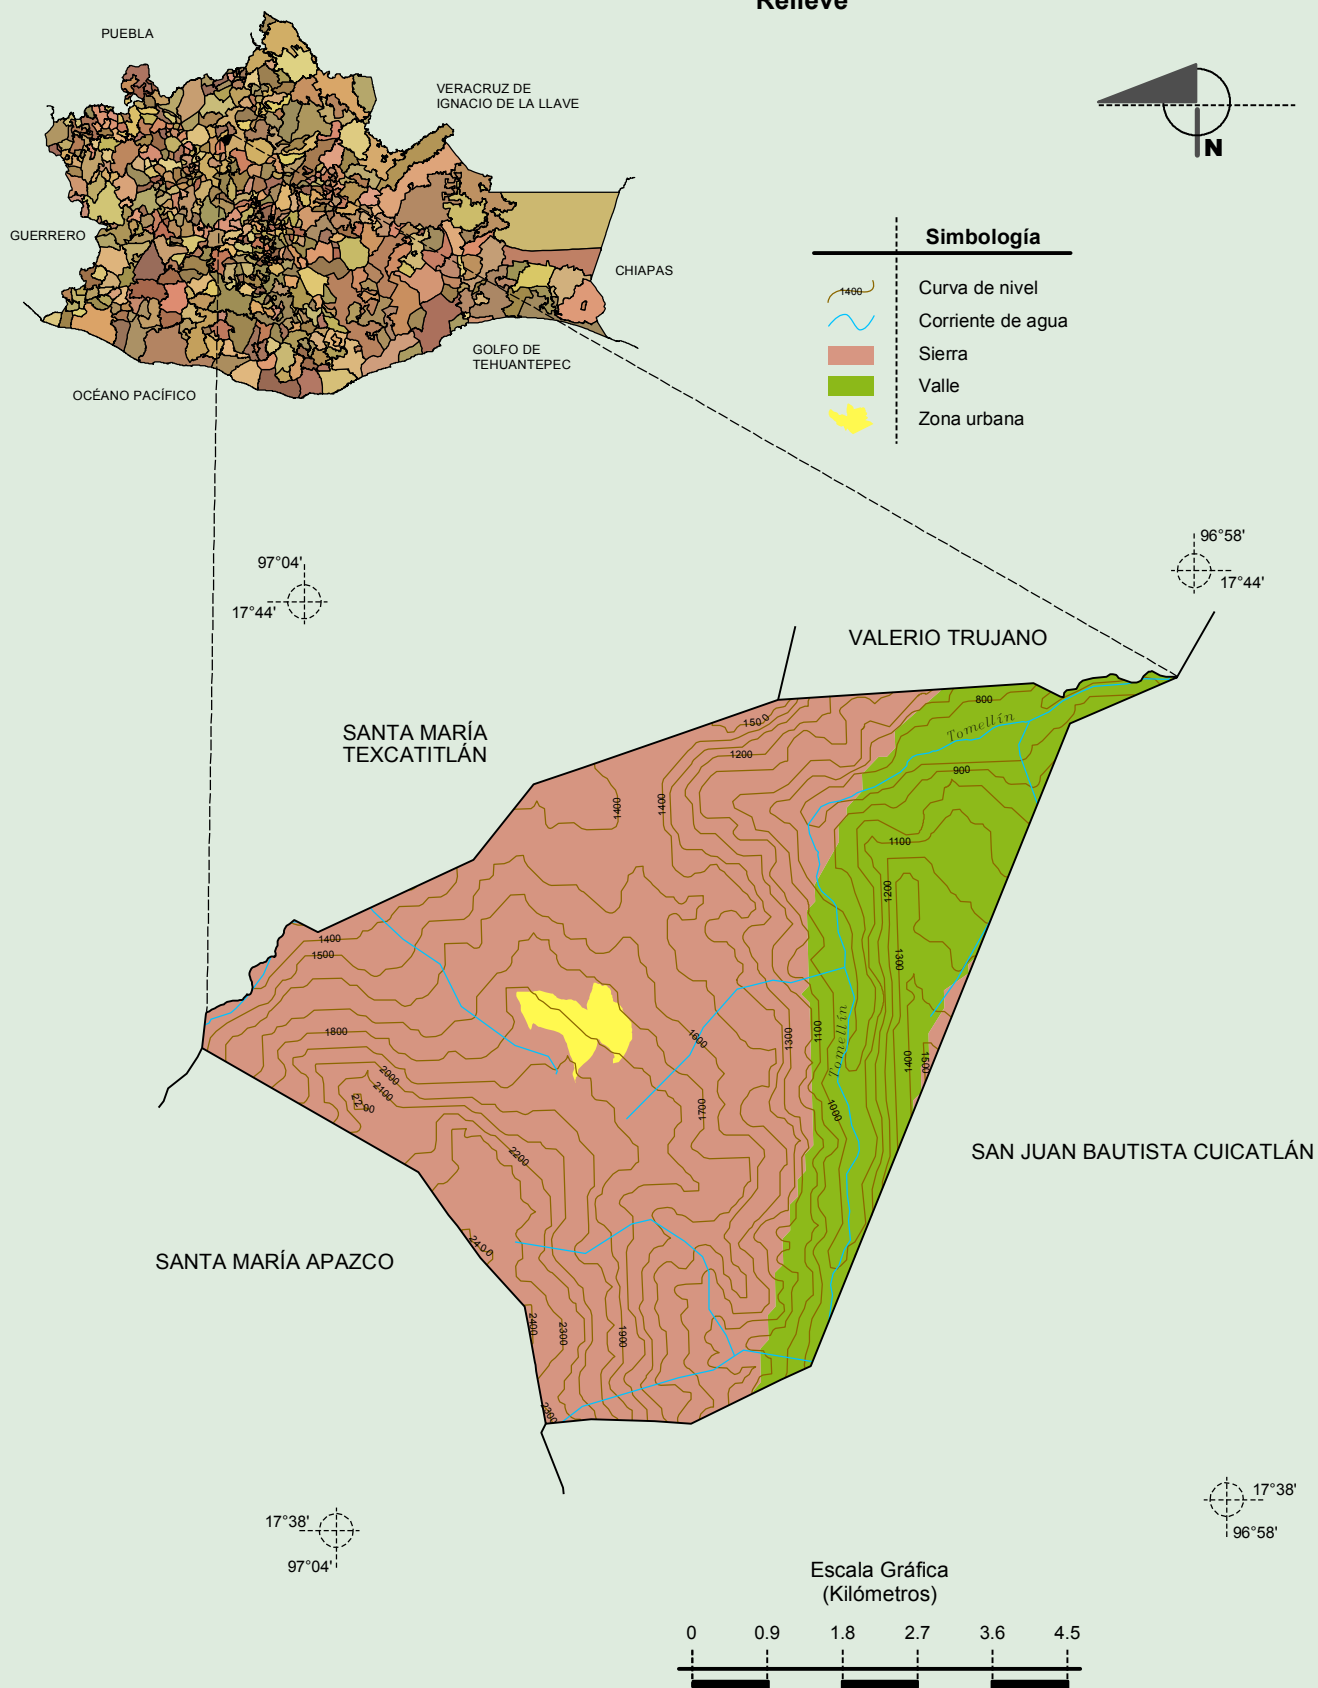 Relieve
PUEBLA
VERACRUZ DE
IGNACIO DE LA LLAVE
GUERRERO
CHIAPAS
GOLFO DE
TEHUANTEPEC
OCÉANO PACÍFICO
N
Simbología
1400
Curva de nivel
Corriente de agua
Sierra
Valle
Zona urbana
97°04'
17°44'
96°58'
17°44'
VALERIO TRUJANO
SANTA MARÍA
TEXCATITLÁN
800
Tomellín
1500
1200
900
1400
1400
1100
1200
1400
1500
1300
1800
1600
1300
1100
Tomellín
1400
1500
2000
2100
2200
1000
1700
2200
SAN JUAN BAUTISTA CUICATLÁN
SANTA MARÍA APAZCO
2400
2400
2300
1900
2300
17°38'
97°04'
17°38'
96°58'
Escala Gráfica
(Kilómetros)
0 0.9 1.8 2.7 3.6 4.5